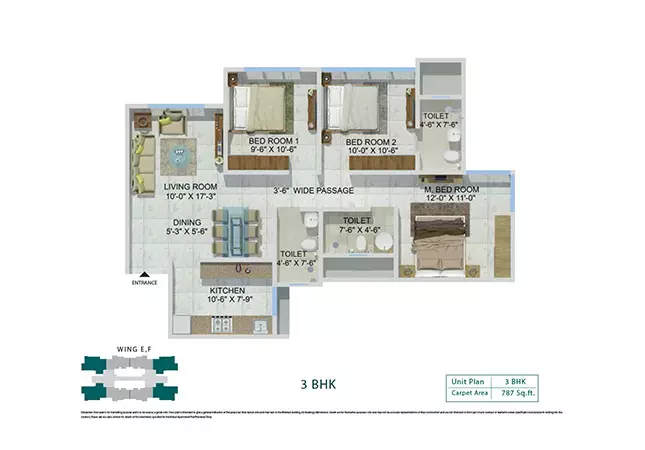 BED ROOM 1
9'-6" X 10'-6"
BED ROOM 2
10'-0" X 10'-6"
TOILET
4'-6" X 7'-6"
LIVING ROOM
10'-0" X 17'-3"
3'-6" WIDE PASSAGE
M. BED ROOM
12'-0" X 11'-0"
DINING
5'-3" X 5'-6"
TOILET
7'-6" X 4'-6"
TOILET
4'-6" X 7'-6"
ENTRANCE
KITCHEN
10'-6" X 7'-9"
WING E,F
3 BHK
Unit Plan 3 BHK
Carpet Area 787 Sq.ft.